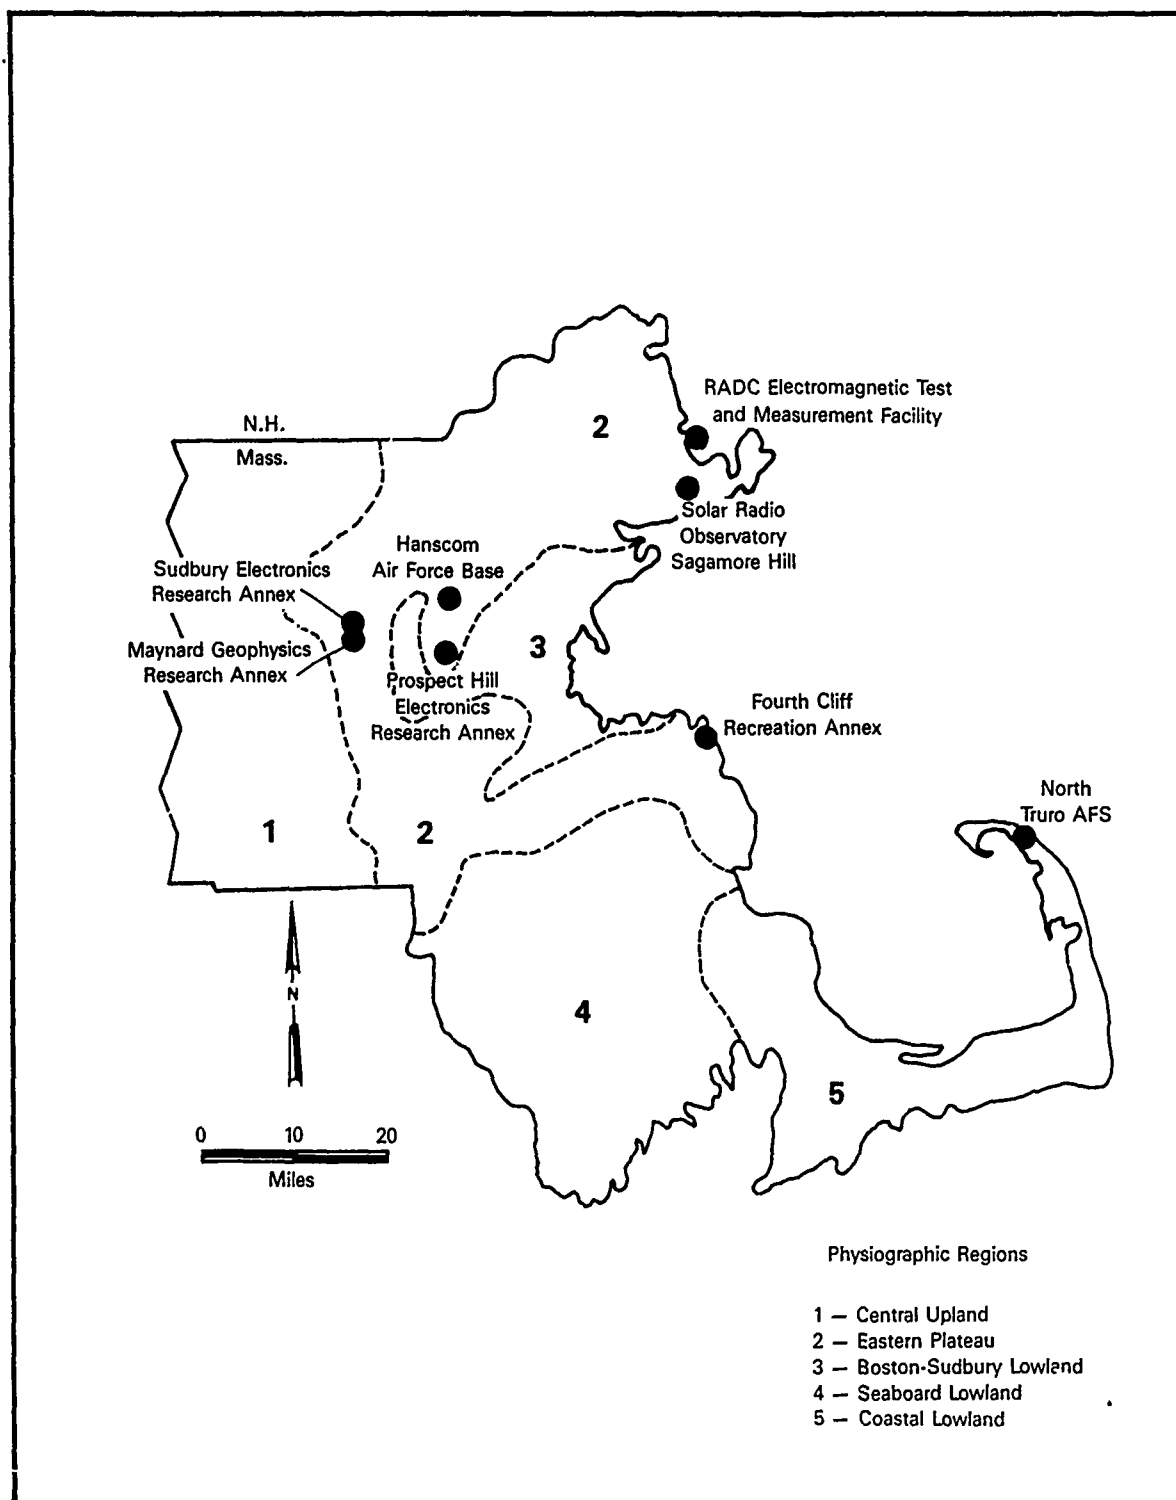 RADC Electromagnetic Test
and Measurement Facility
2
N.H.
Mass.
Solar Radio
Observatory
Sagamore Hill
Hanscom
Air Force Base
Sudbury Electronics
Research Annex
3
Maynard Geophysics
Research Annex
Prospect Hill
Electronics
Research Annex
Fourth Cliff
Recreation Annex
North
Truro AFS
1
2
N
4
5
0 10 20
Miles
Physiographic Regions
1 — Central Upland
2 — Eastern Plateau
3 — Boston-Sudbury Lowland
4 — Seaboard Lowland
5 — Coastal Lowland